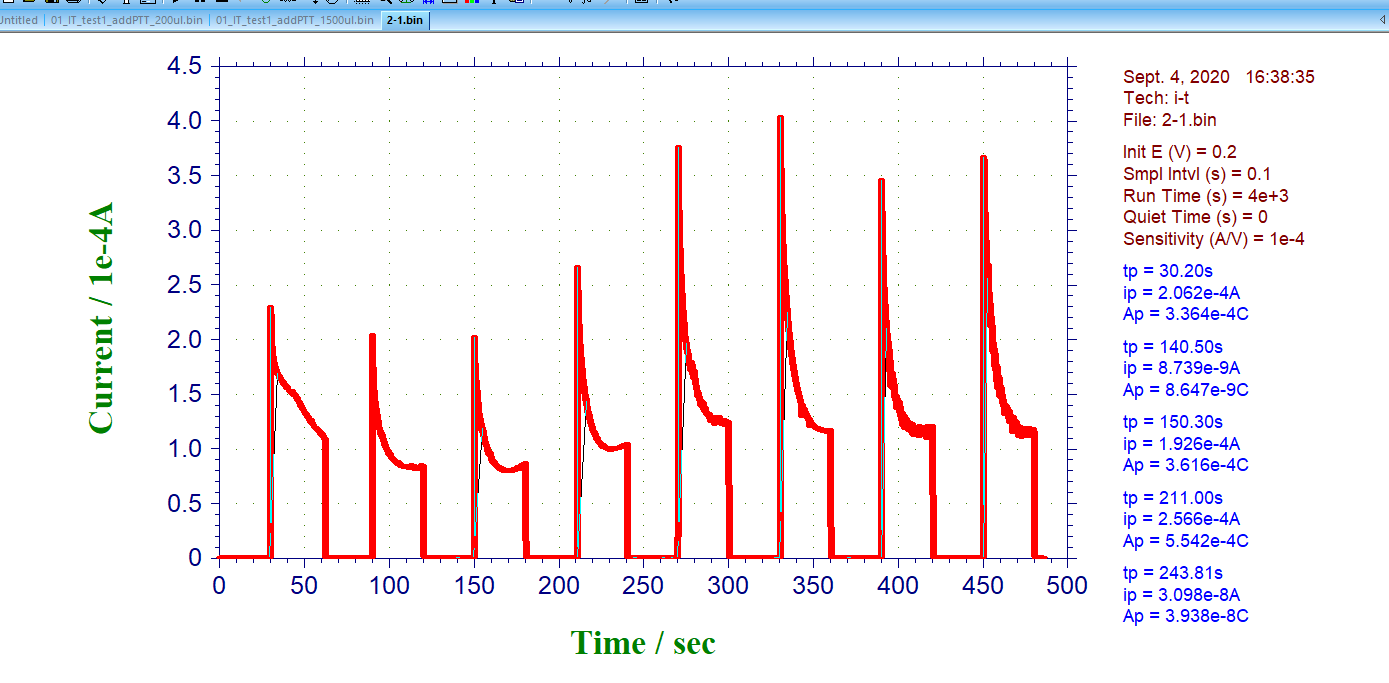 Untitled | 01_IT_test1_addPTT_200ul.bin | 01_IT_test1_addPTT_1500ul.bin 2-1.bin
4.5
4.0
3.5
3.0
2.5
2.0
1.5
1.0
0.5
0
Current / 1e-4A
0 50 100 150 200 250 300 350 400 450 500
Time / sec
Sept. 4, 2020 16:38:35
Tech: i-t
File: 2-1.bin
Init E (V) = 0.2
Smpl Intvl (s) = 0.1
Run Time (s) = 4e+3
Quiet Time (s) = 0
Sensitivity (A/V) = 1e-4
tp = 30.20s
ip = 2.062e-4A
Ap = 3.364e-4C
tp = 140.50s
ip = 8.739e-9A
Ap = 8.647e-9C
tp = 150.30s
ip = 1.926e-4A
Ap = 3.616e-4C
tp = 211.00s
ip = 2.566e-4A
Ap = 5.542e-4C
tp = 243.81s
ip = 3.098e-8A
Ap = 3.938e-8C